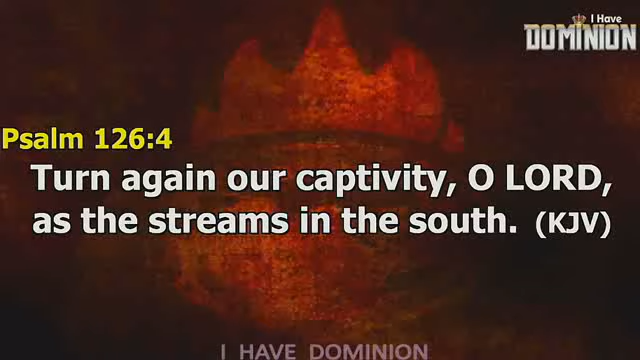 I Have
DOMINION
Psalm 126:4
Turn again our captivity, O LORD,
as the streams in the south. (KJV)
I HAVE DOMINION